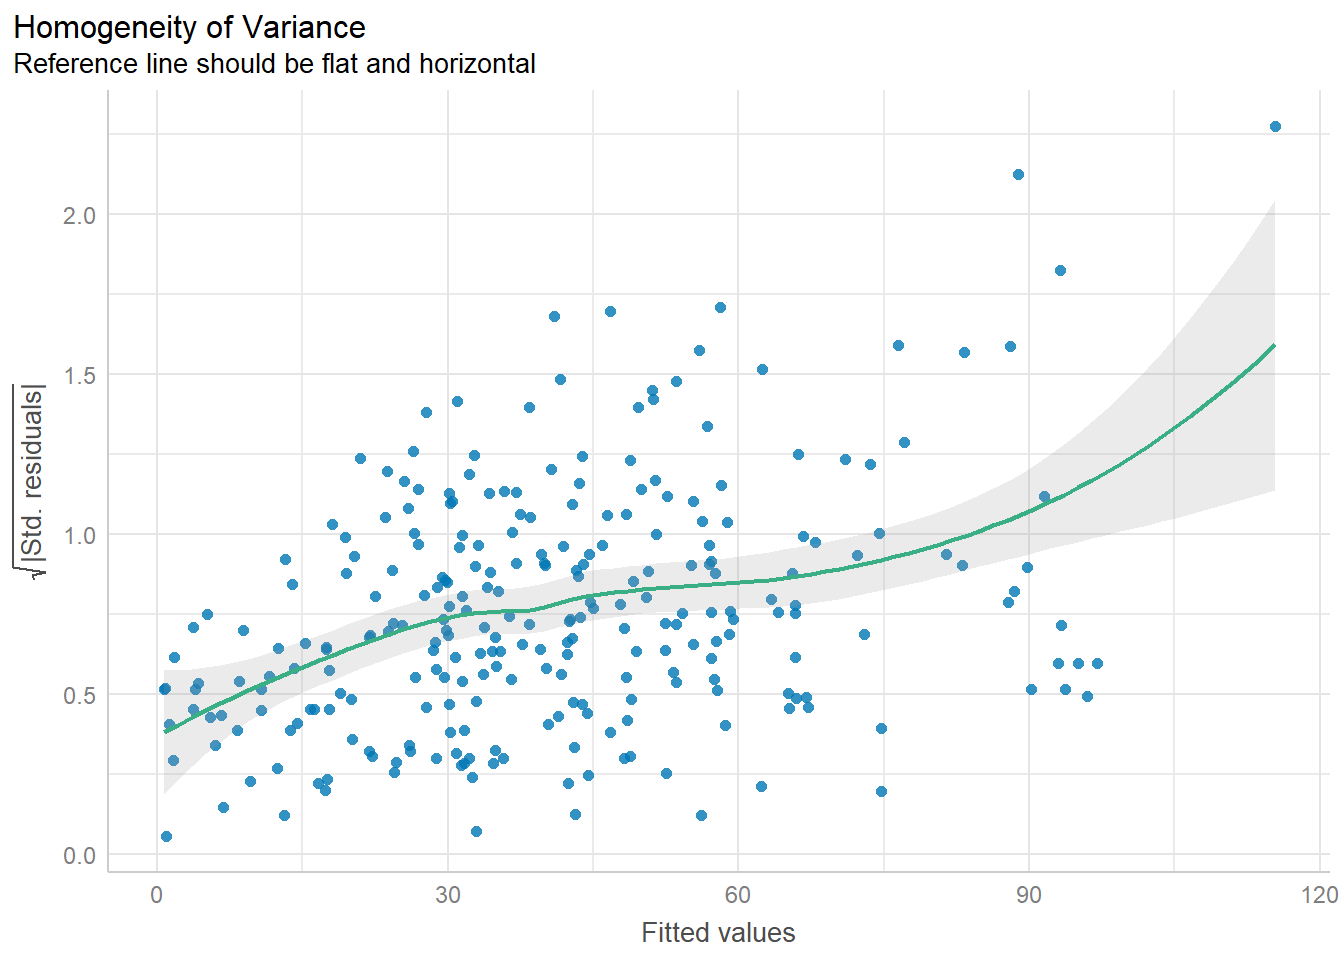 Homogeneity of Variance
Reference line should be flat and horizontal
√|Std. residuals|
2.0
1.5
1.0
0.5
0.0
0
30
60
90
120
Fitted values